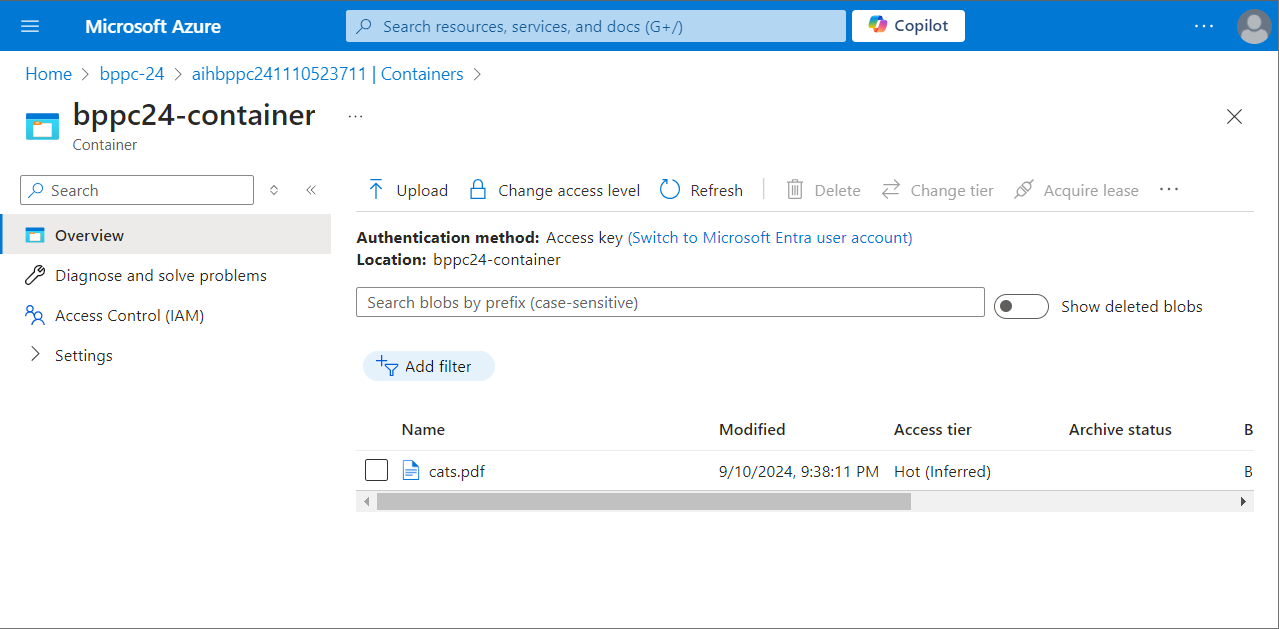 Microsoft Azure
Search resources, services, and docs (G+/)
Copilot
Home > bppc-24 > aihbppc241110523711 | Containers >
bppc24-container
Container
Search
Upload Change access level Refresh Delete Change tier Acquire lease
Overview
Diagnose and solve problems
Access Control (IAM)
Settings
Authentication method: Access key (Switch to Microsoft Entra user account)
Location: bppc24-container
Search blobs by prefix (case-sensitive)
Show deleted blobs
Add filter
Name Modified Access tier Archive status B
cats.pdf 9/10/2024, 9:38:11 PM Hot (Inferred) B